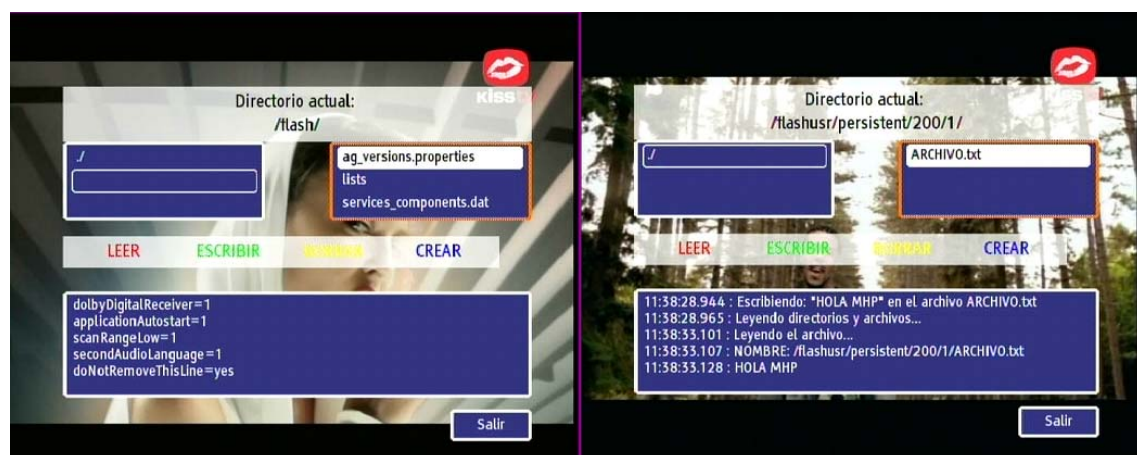 KISS
Directorio actual:
/flash/
./
ag_versions.properties
lists
services_components.dat
LEER ESCRIBIR BORRAR CREAR
dolbyDigitalReceiver=1
applicationAutostart=1
scanRangeLow=1
secondAudioLanguage=1
doNotRemoveThisLine=yes
Salir
Directorio actual:
/flashusr/persistent/200/1/
./
ARCHIVO.txt
LEER ESCRIBIR BORRAR CREAR
11:38:28.944 : Escribiendo: "HOLA MHP" en el archivo ARCHIVO.txt
11:38:28.965 : Leyendo directorios y archivos...
11:38:33.101 : Leyendo el archivo...
11:38:33.107 : NOMBRE: /flashusr/persistent/200/1/ARCHIVO.txt
11:38:33.128 : HOLA MHP
Salir